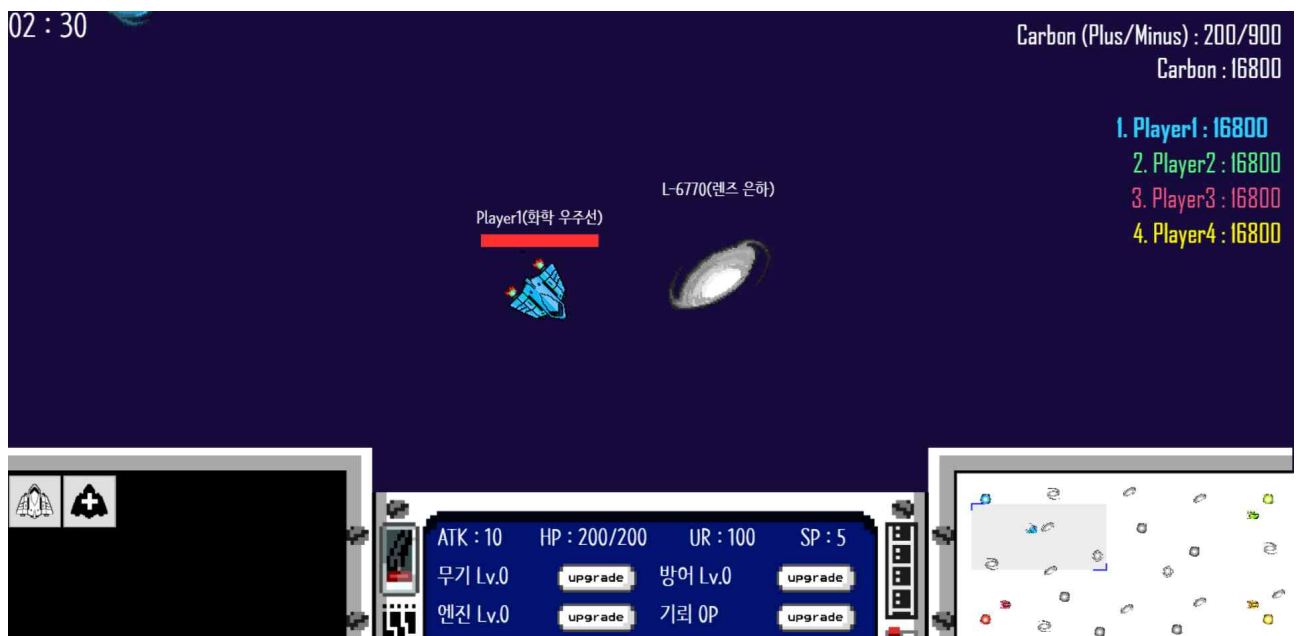 02 : 30
Carbon (Plus/Minus) : 200/900
Carbon : 16800
1. Player1 : 16800
2. Player2 : 16800
3. Player3 : 16800
4. Player4 : 16800
L-6770(렌즈 은하)
Player1(화학 우주선)
ATK : 10 HP : 200/200 UR : 100 SP : 5
무기 Lv.0 upgrade 방어 Lv.0 upgrade
엔진 Lv.0 upgrade 기뢰 0P upgrade